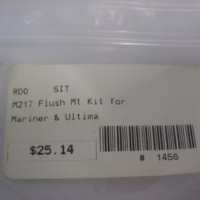 RDO SIT
M217 Flush Mt Kit for
Mariner & Ultima
$25.14
# 1456